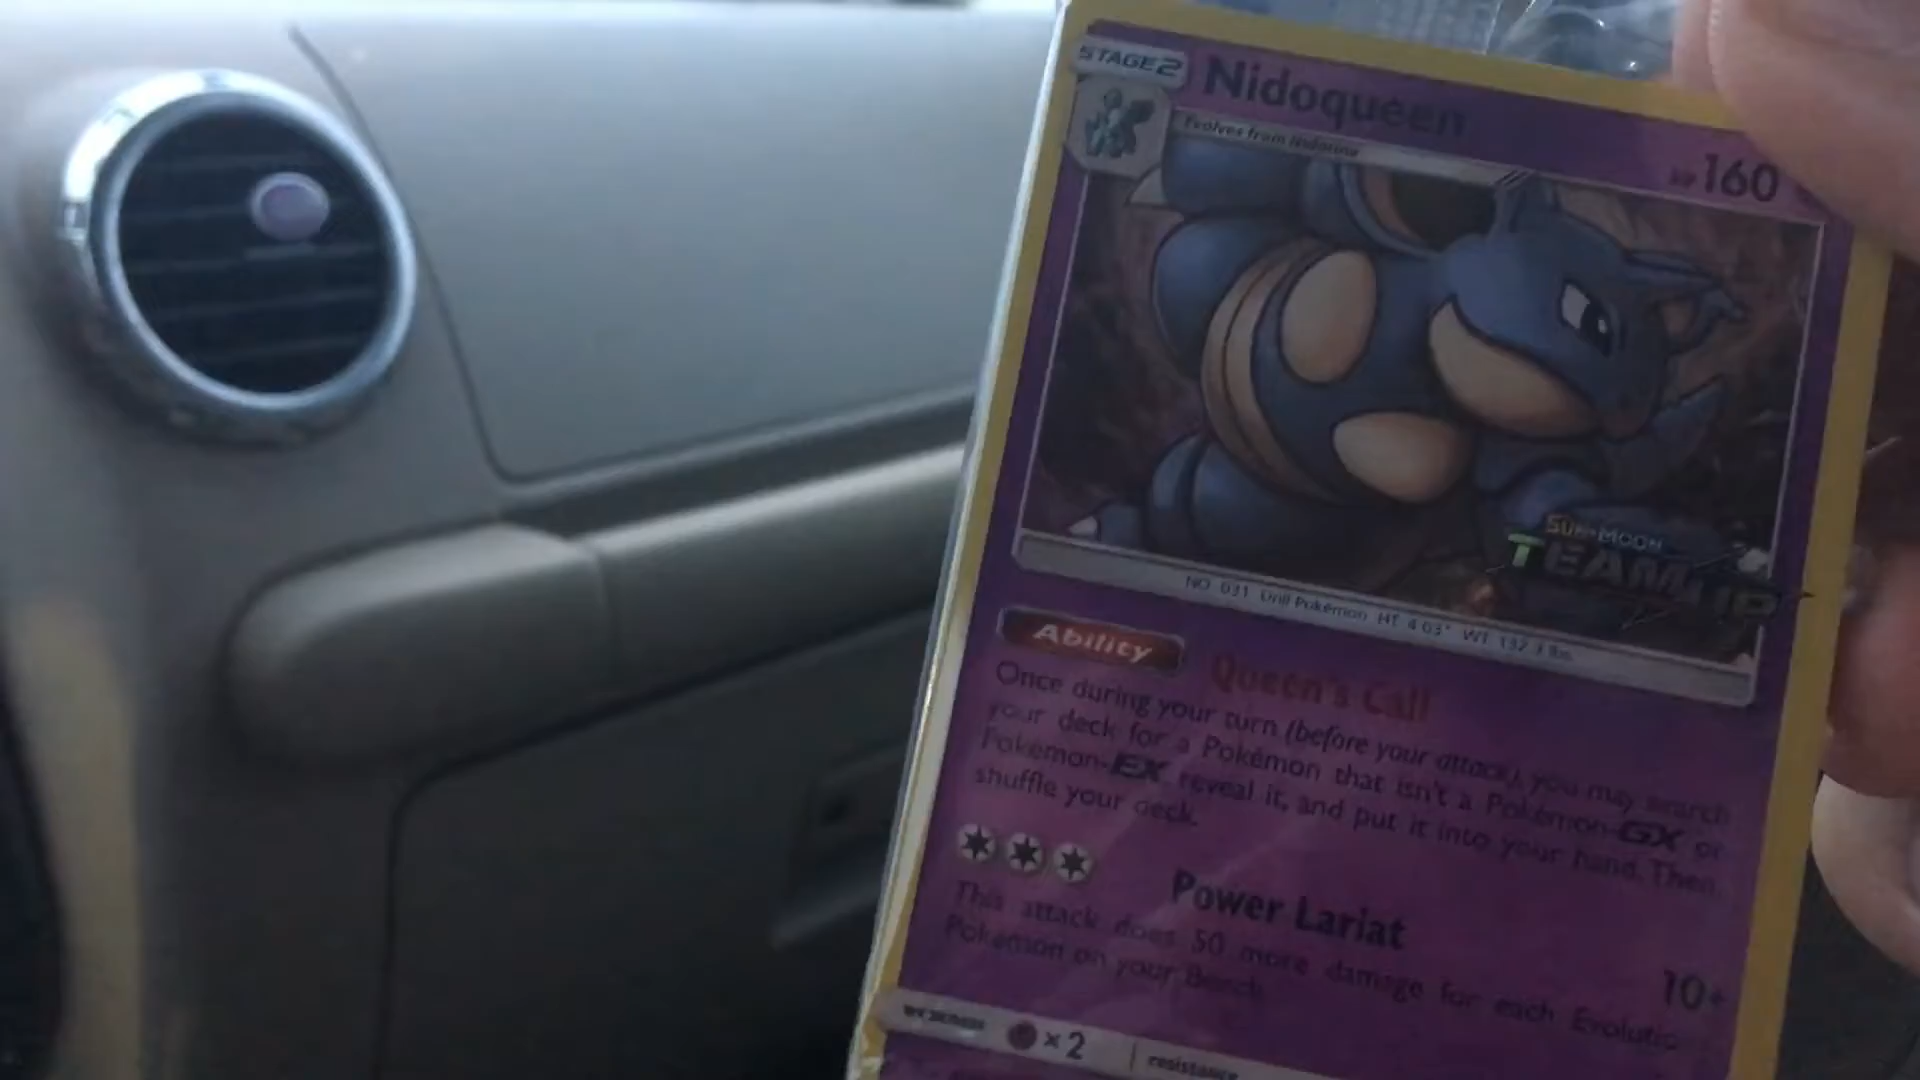 STAGE 2
Nidoqueen
Evolves from Nidorina
HP 160
SUN & MOON
TEAM UP
NO. 031 Drill Pokémon HT: 4'03" WT: 132.3 lbs.
Ability Queen's Call
Once during your turn (before your attack), you may search
your deck for a Pokémon that isn't a Pokémon-GX or
Pokémon-EX, reveal it, and put it into your hand. Then,
shuffle your deck.
Power Lariat
10+
This attack does 50 more damage for each Evolutio
Pokémon on your Bench.
weakness
×2
resistance